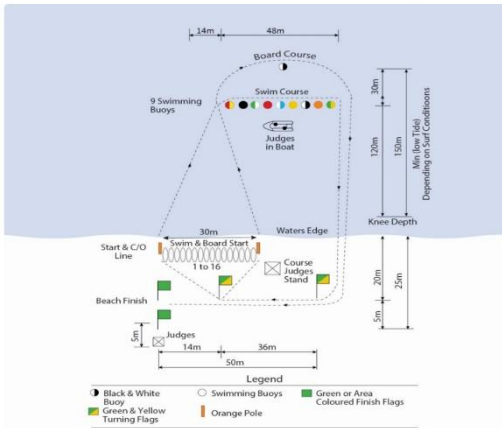 14m
48m
Board Course
Swim Course
9 Swimming
Buoys
Judges
in Boat
30m
120m
150m
Min (low Tide)
Depending on Surf Conditioons
Knee Depth
30m
Waters Edge
Start & C/O
Line
Swim & Board Start
1 to 16
Course
Judges
Stand
20m
25m
Beach Finish
5m
5m
Judges
14m
36m
50m
Legend
Black & White
Buoy
Swimming Buoys
Green or Area
Coloured Finish Flags
Green & Yellow
Turning Flags
Orange Pole